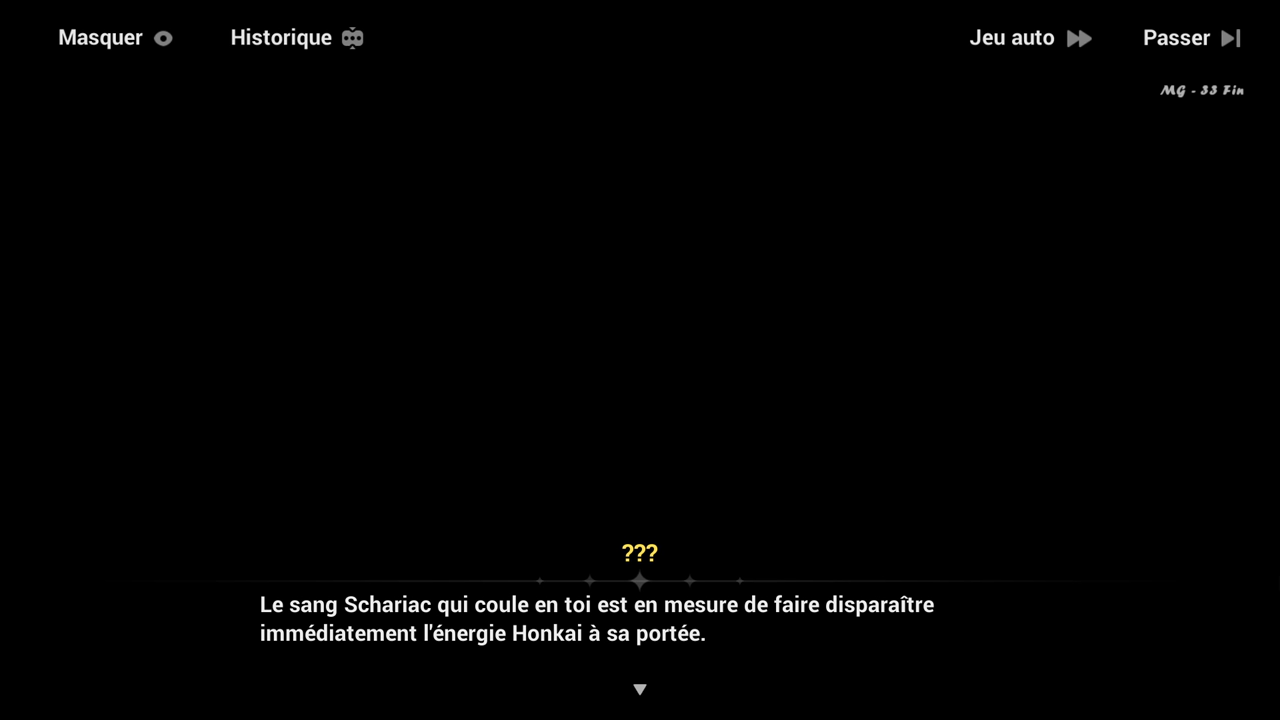 Masquer
Historique
Jeu auto
Passer
MG - 33 Fin
???
Le sang Schariac qui coule en toi est en mesure de faire disparaître
immédiatement l'énergie Honkai à sa portée.